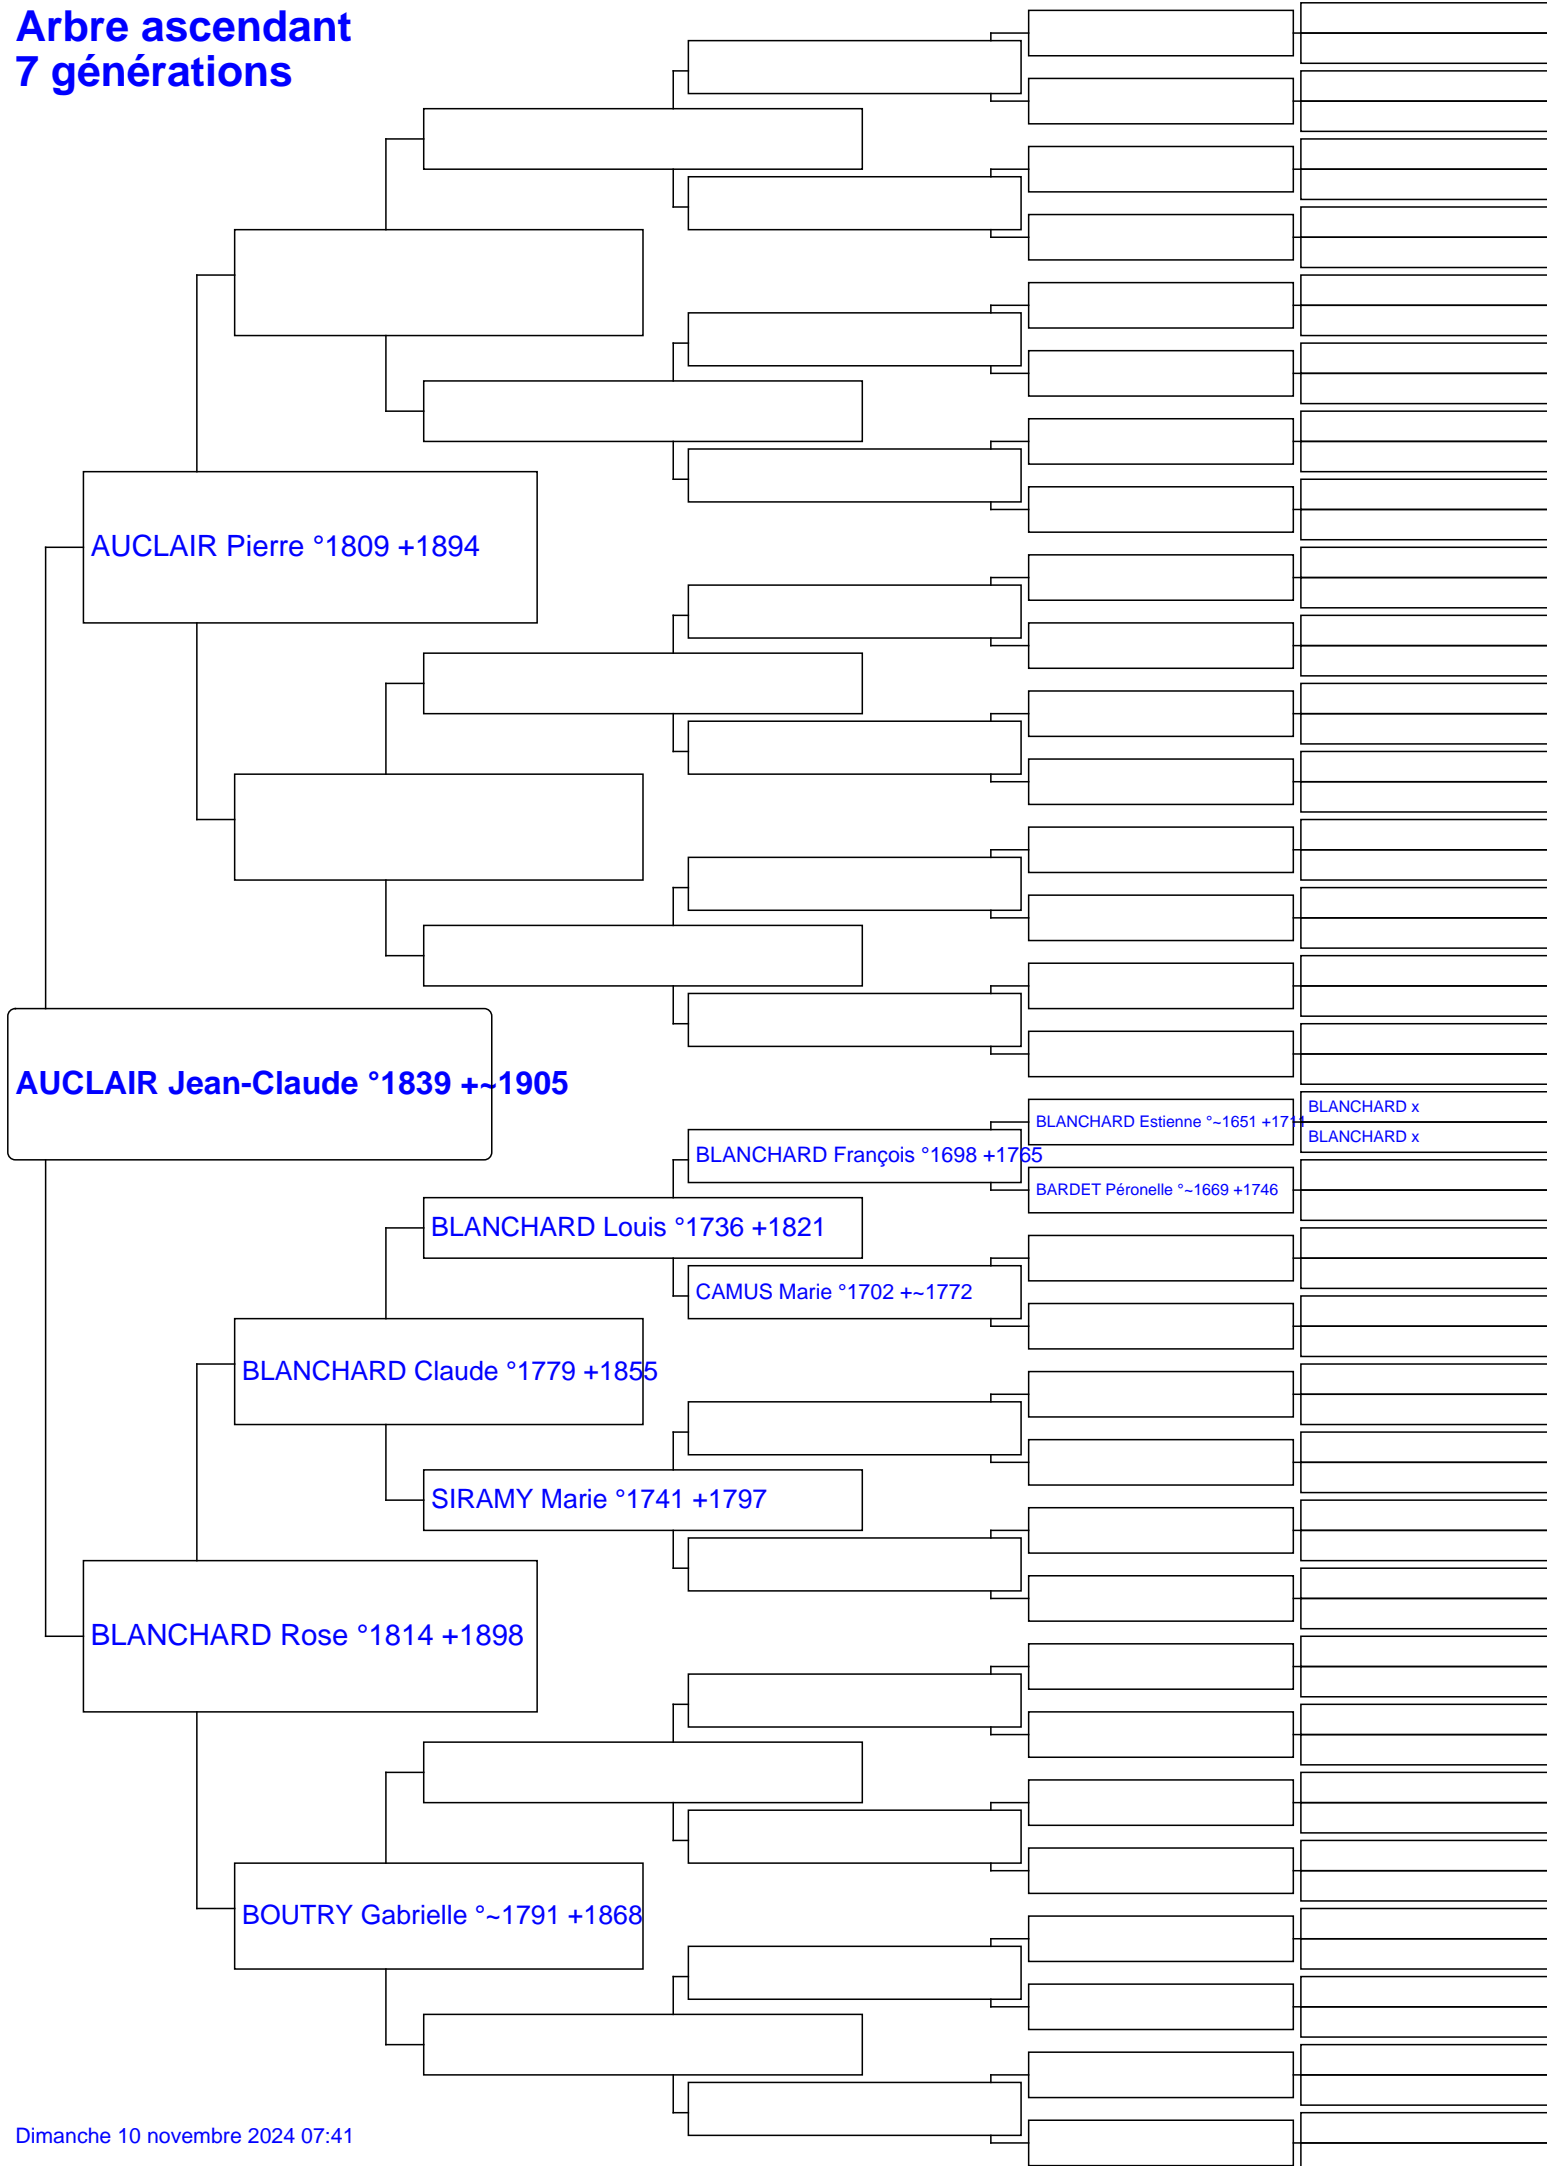 Arbre ascendant
7 générations
AUCLAIR Pierre °1809 +1894
AUCLAIR Jean-Claude °1839 +~1905
BLANCHARD x
BLANCHARD Estienne °~1651 +1711
BLANCHARD x
BLANCHARD François °1698 +1765
BARDET Péronelle °~1669 +1746
BLANCHARD Louis °1736 +1821
CAMUS Marie °1702 +~1772
BLANCHARD Claude °1779 +1855
SIRAMY Marie °1741 +1797
BLANCHARD Rose °1814 +1898
BOUTRY Gabrielle °~1791 +1868
Dimanche 10 novembre 2024 07:41